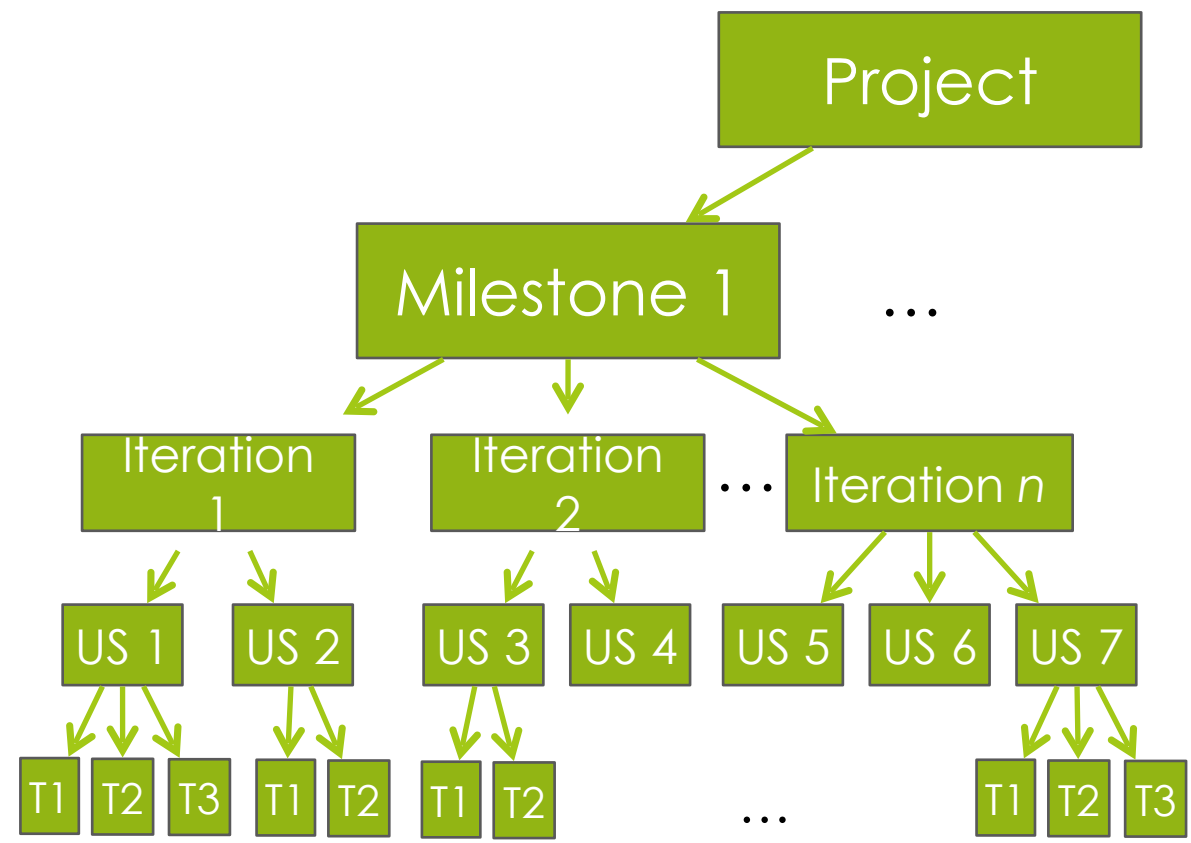 Project
Milestone 1
...
Iteration
1
Iteration
2
...
Iteration n
US 1
US 2
US 3
US 4
US 5
US 6
US 7
T1
T2
T3
T1
T2
T1
T2
...
T1
T2
T3